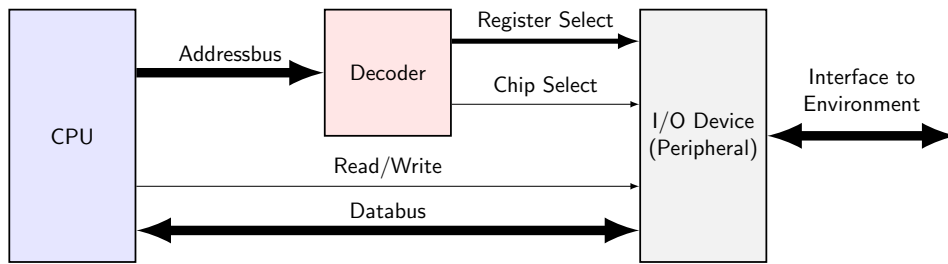 Register Select
Addressbus
Decoder
Chip Select
Interface to
Environment
CPU
I/O Device
(Peripheral)
Read/Write
Databus